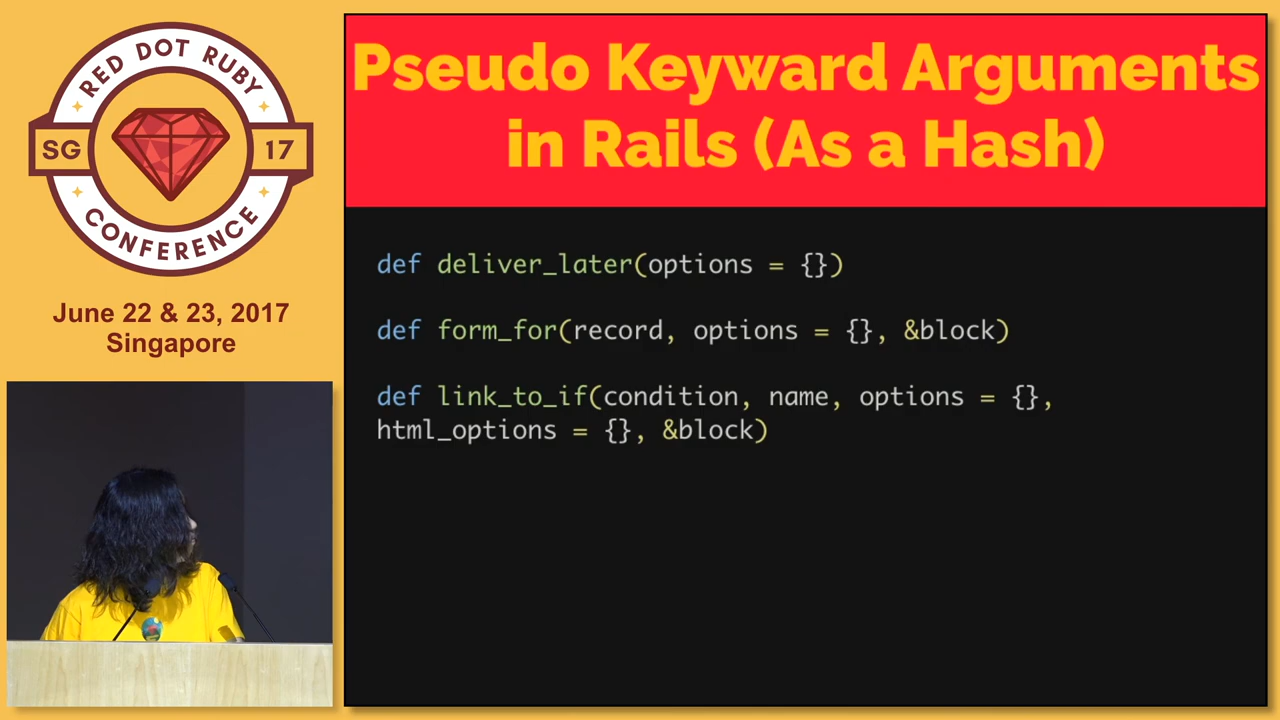 RED DOT RUBY
SG 17
CONFERENCE
June 22 & 23, 2017
Singapore
Pseudo Keyward Arguments
in Rails (As a Hash)
def deliver_later(options = {})
def form_for(record, options = {}, &block)
def link_to_if(condition, name, options = {},
html_options = {}, &block)